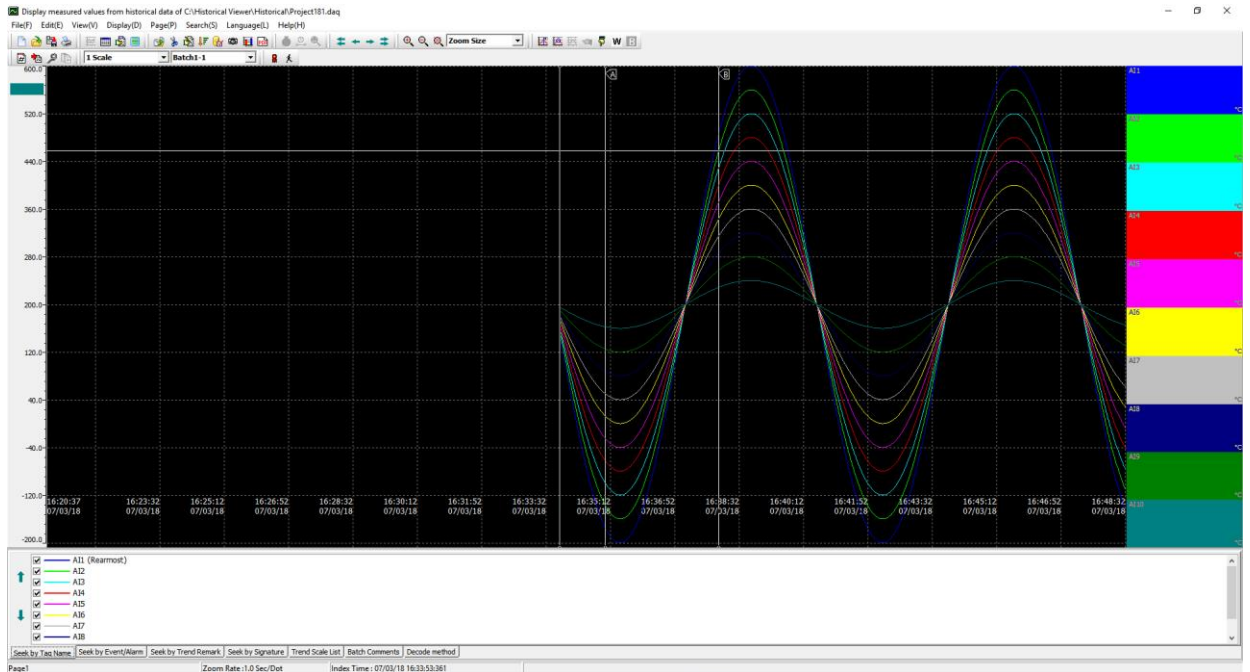 Display measured values from historical data of C:\Historical Viewer\Historical\Project181.daq
File(F) Edit(E) View(V) Display(D) Page(P) Search(S) Language(L) Help(H)
Zoom Size
W
1 Scale Batch1-1
600.0
520.0
440.0
360.0
280.0
200.0
120.0
40.0
-40.0
-120.0
-200.0
A B
16:20:37 16:23:32 16:25:12 16:26:52 16:28:32 16:30:12 16:31:52 16:33:32 16:35:12 16:36:52 16:38:32 16:40:12 16:41:52 16:43:32 16:45:12 16:46:52 16:48:32
07/03/18 07/03/18 07/03/18 07/03/18 07/03/18 07/03/18 07/03/18 07/03/18 07/03/18 07/03/18 07/03/18 07/03/18 07/03/18 07/03/18 07/03/18 07/03/18 07/03/18
AI1
°C
AI2
°C
AI3
°C
AI4
°C
AI5
°C
AI6
°C
AI7
°C
AI8
°C
AI9
°C
AI10
°C
AI1 (Rearmost)
AI2
AI3
AI4
AI5
AI6
AI7
AI8
Seek by Tag Name Seek by Event/Alarm Seek by Trend Remark Seek by Signature Trend Scale List Batch Comments Decode method
Page1 Zoom Rate :1.0 Sec/Dot Index Time : 07/03/18 16:33:53:361